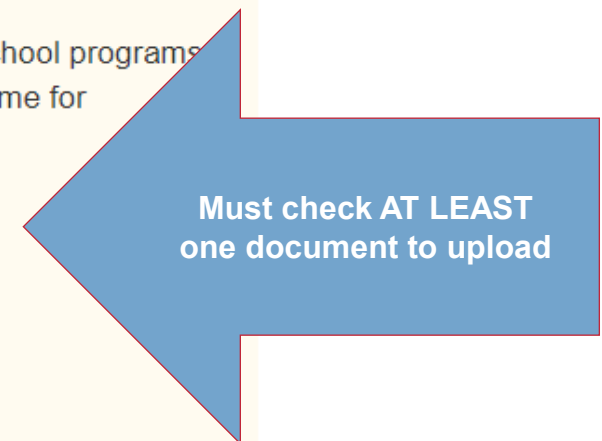 hool programs
me for
Must check AT LEAST
one document to upload